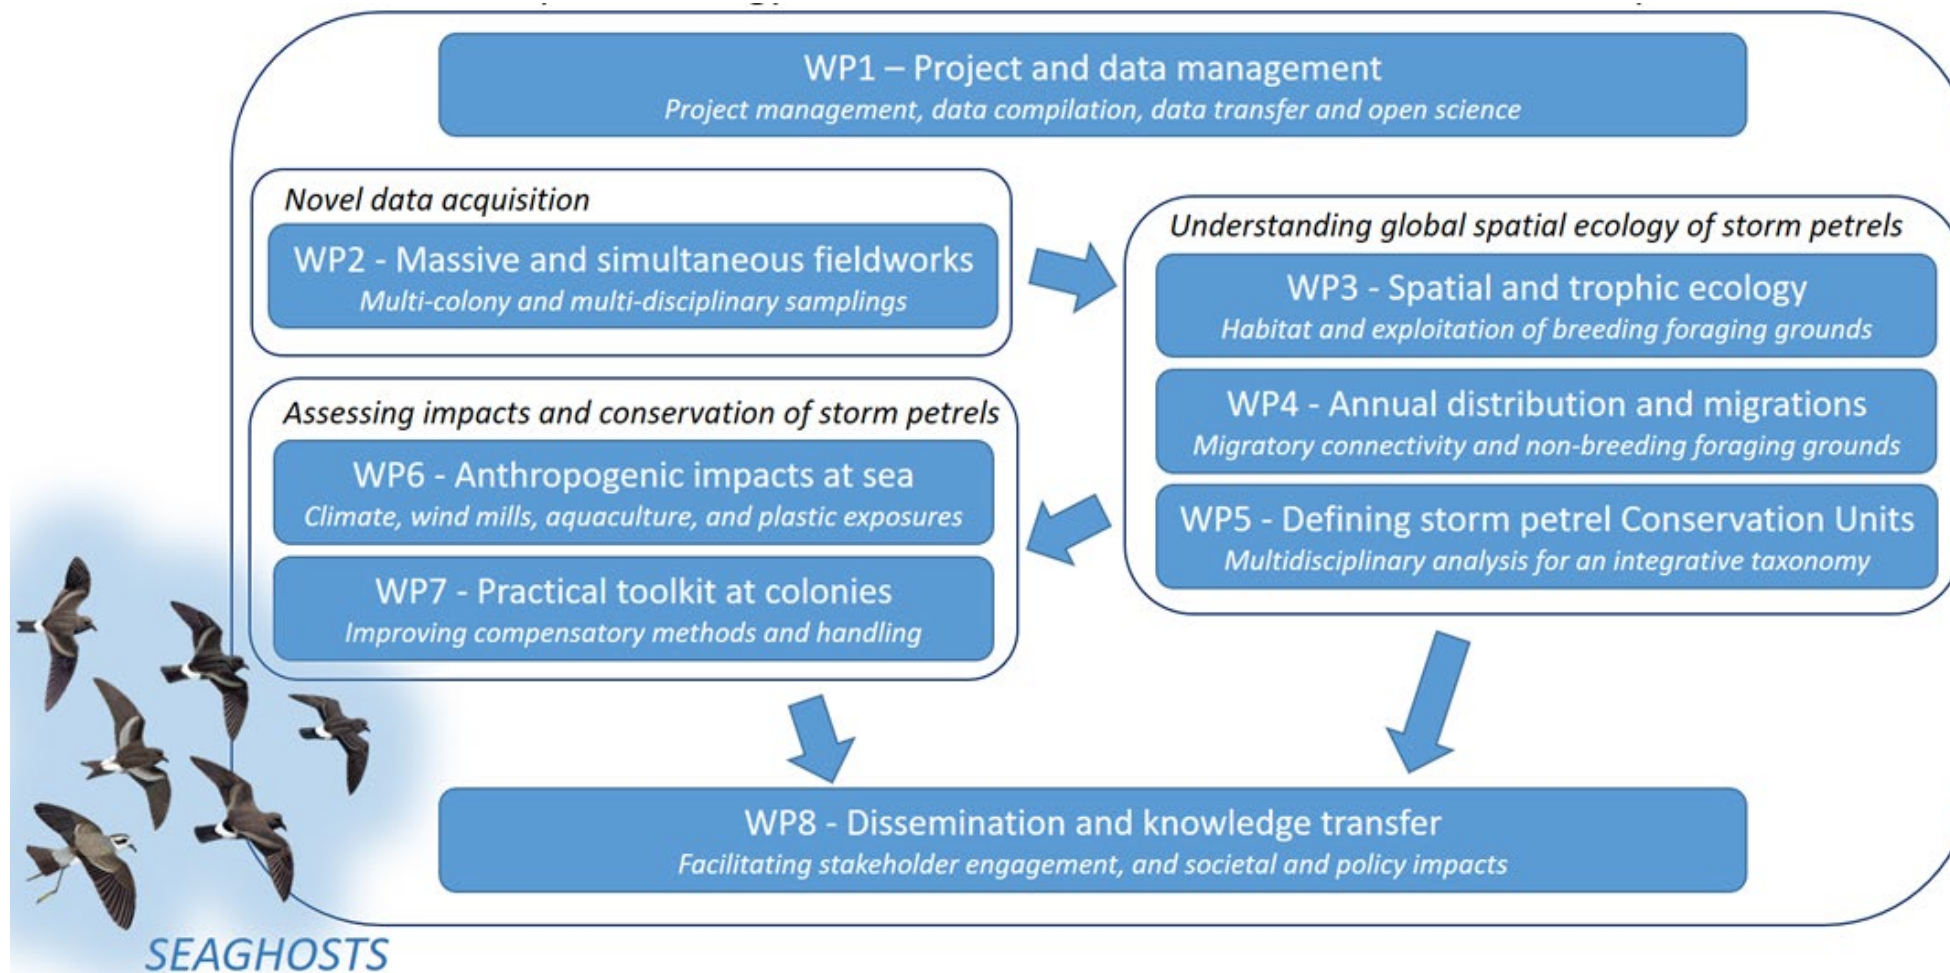 WP1 – Project and data management
Project management, data compilation, data transfer and open science
Novel data acquisition
WP2 - Massive and simultaneous fieldworks
Multi-colony and multi-disciplinary samplings
Understanding global spatial ecology of storm petrels
WP3 - Spatial and trophic ecology
Habitat and exploitation of breeding foraging grounds
WP4 - Annual distribution and migrations
Migratory connectivity and non-breeding foraging grounds
WP5 - Defining storm petrel Conservation Units
Multidisciplinary analysis for an integrative taxonomy
Assessing impacts and conservation of storm petrels
WP6 - Anthropogenic impacts at sea
Climate, wind mills, aquaculture, and plastic exposures
WP7 - Practical toolkit at colonies
Improving compensatory methods and handling
WP8 - Dissemination and knowledge transfer
Facilitating stakeholder engagement, and societal and policy impacts
SEAGHOSTS